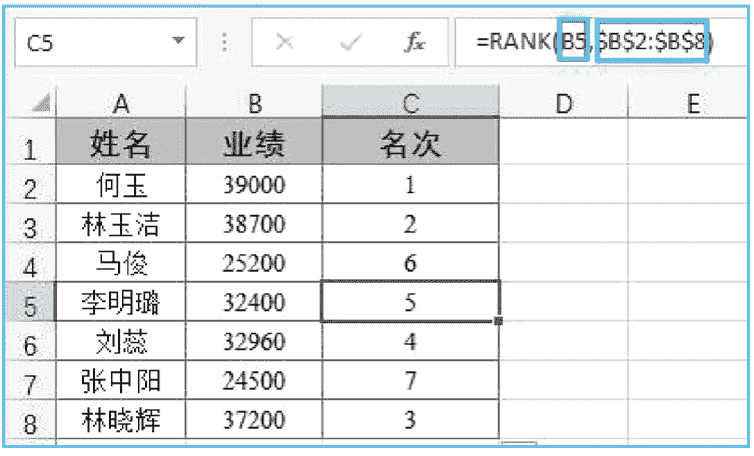 C5 fx =RANK(B5,$B$2:$B$8)
A B C D E
1 姓名 业绩 名次
2 何玉 39000 1
3 林玉洁 38700 2
4 马俊 25200 6
5 李明璐 32400 5
6 刘蕊 32960 4
7 张中阳 24500 7
8 林晓辉 37200 3